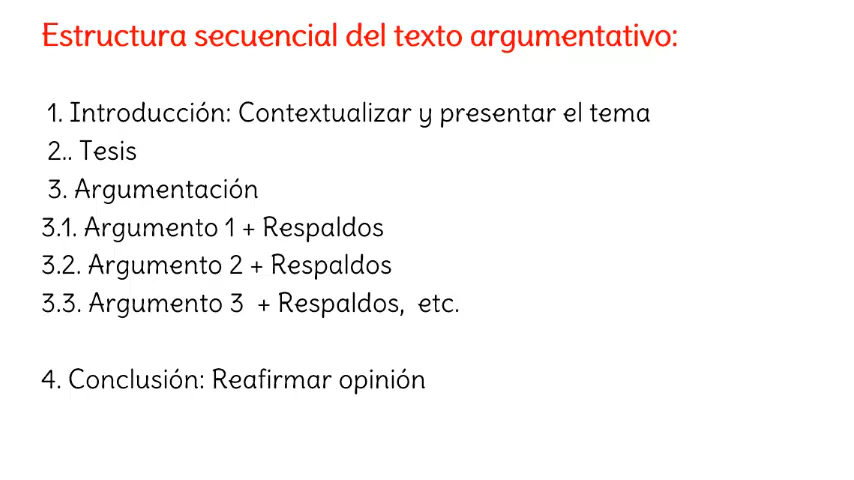 Estructura secuencial del texto argumentativo:
1. Introducción: Contextualizar y presentar el tema
2.. Tesis
3. Argumentación
3.1. Argumento 1 + Respaldos
3.2. Argumento 2 + Respaldos
3.3. Argumento 3 + Respaldos, etc.
4. Conclusión: Reafirmar opinión